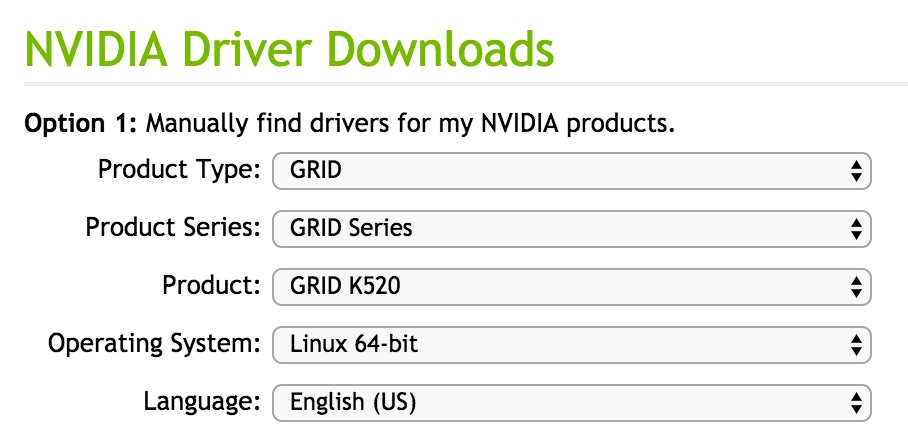 NVIDIA Driver Downloads
Option 1: Manually find drivers for my NVIDIA products.
Product Type: GRID
Product Series: GRID Series
Product: GRID K520
Operating System: Linux 64-bit
Language: English (US)